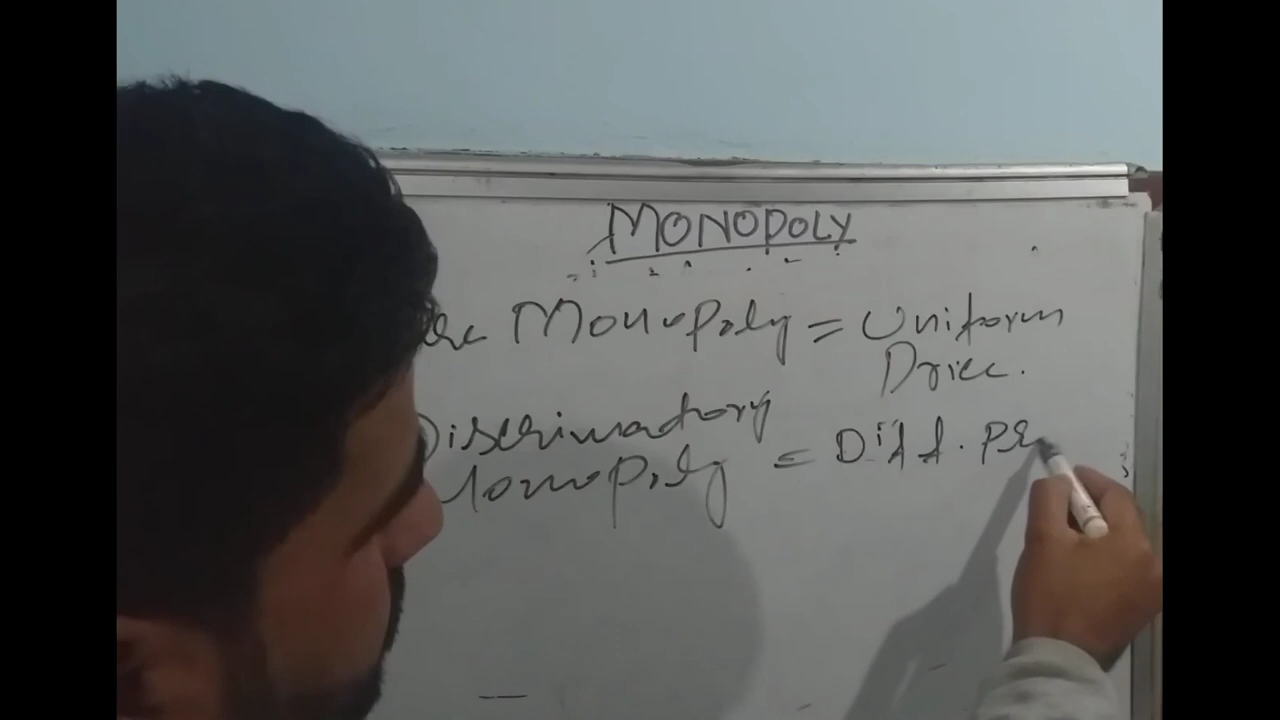 MONOPOLY
Monopoly = Uniform
Price.
Discriminatory
Monopoly = Diff. Pr